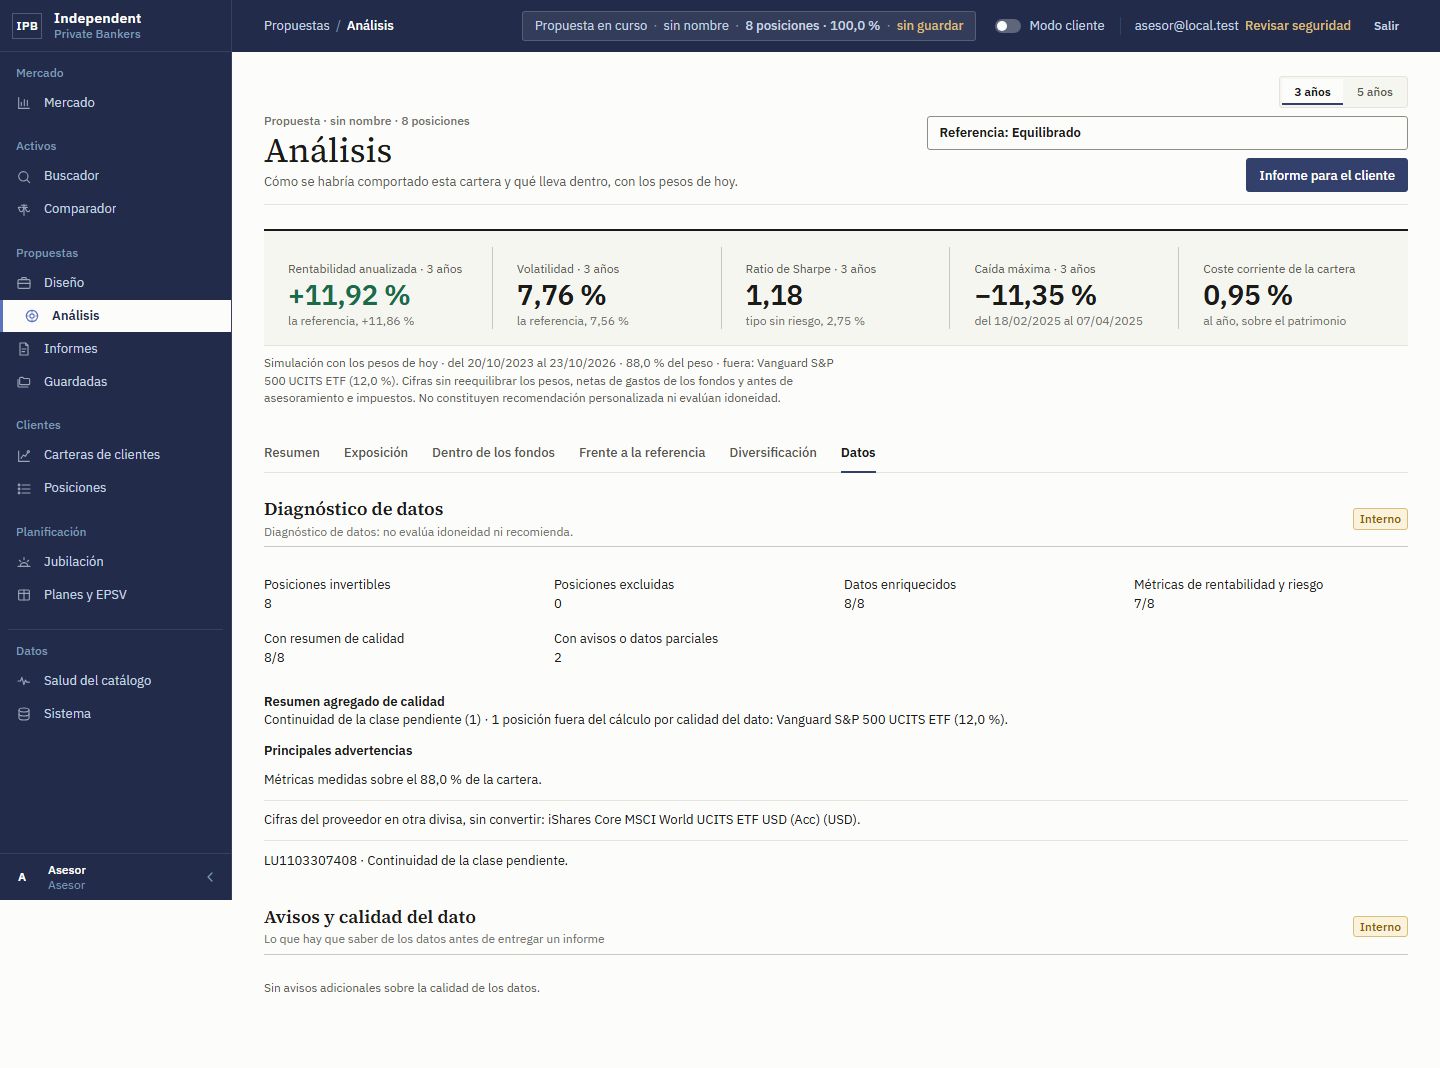 IPB
Independent
Private Bankers
Propuestas / Análisis
Propuesta en curso · sin nombre · 8 posiciones · 100,0 % · sin guardar
Modo cliente
asesor@local.test Revisar seguridad
Salir
Mercado
Mercado
Activos
Buscador
Comparador
Propuestas
Diseño
Análisis
Informes
Guardadas
Clientes
Carteras de clientes
Posiciones
Planificación
Jubilación
Planes y EPSV
Datos
Salud del catálogo
Sistema
A
Asesor
Asesor
3 años
5 años
Propuesta · sin nombre · 8 posiciones
Análisis
Cómo se habría comportado esta cartera y qué lleva dentro, con los pesos de hoy.
Referencia: Equilibrado
Informe para el cliente
Rentabilidad anualizada · 3 años
+11,92 %
la referencia, +11,86 %
Volatilidad · 3 años
7,76 %
la referencia, 7,56 %
Ratio de Sharpe · 3 años
1,18
tipo sin riesgo, 2,75 %
Caída máxima · 3 años
−11,35 %
del 18/02/2025 al 07/04/2025
Coste corriente de la cartera
0,95 %
al año, sobre el patrimonio
Simulación con los pesos de hoy · del 20/10/2023 al 23/10/2026 · 88,0 % del peso · fuera: Vanguard S&P
500 UCITS ETF (12,0 %). Cifras sin reequilibrar los pesos, netas de gastos de los fondos y antes de
asesoramiento e impuestos. No constituyen recomendación personalizada ni evalúan idoneidad.
Resumen
Exposición
Dentro de los fondos
Frente a la referencia
Diversificación
Datos
Diagnóstico de datos
Diagnóstico de datos: no evalúa idoneidad ni recomienda.
Interno
Posiciones invertibles
8
Posiciones excluidas
0
Datos enriquecidos
8/8
Métricas de rentabilidad y riesgo
7/8
Con resumen de calidad
8/8
Con avisos o datos parciales
2
Resumen agregado de calidad
Continuidad de la clase pendiente (1) · 1 posición fuera del cálculo por calidad del dato: Vanguard S&P 500 UCITS ETF (12,0 %).
Principales advertencias
Métricas medidas sobre el 88,0 % de la cartera.
Cifras del proveedor en otra divisa, sin convertir: iShares Core MSCI World UCITS ETF USD (Acc) (USD).
LU1103307408 · Continuidad de la clase pendiente.
Avisos y calidad del dato
Lo que hay que saber de los datos antes de entregar un informe
Interno
Sin avisos adicionales sobre la calidad de los datos.